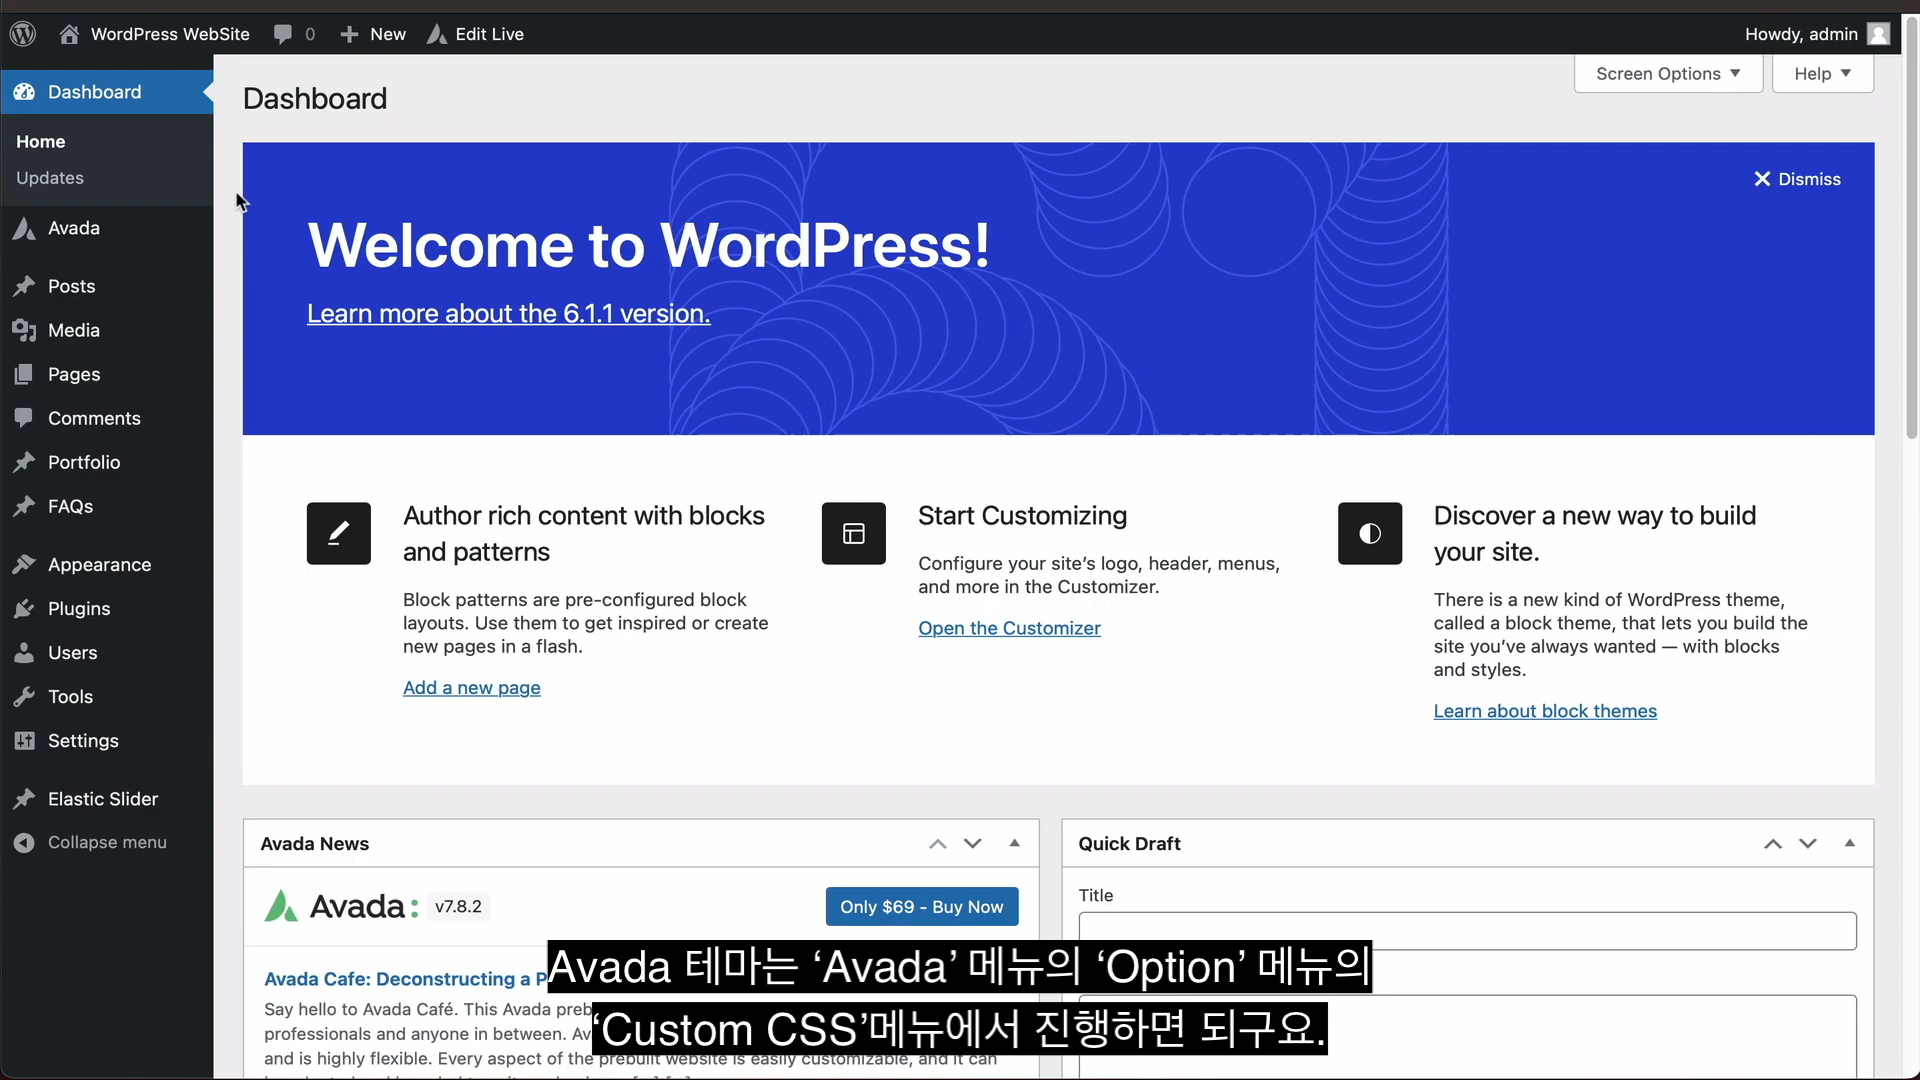 WordPress WebSite
0
New
Edit Live
Howdy, admin
Screen Options
Help
Dashboard
Home
Updates
Avada
Posts
Media
Pages
Comments
Portfolio
FAQs
Appearance
Plugins
Users
Tools
Settings
Elastic Slider
Collapse menu
Dashboard
Dismiss
Welcome to WordPress!
Learn more about the 6.1.1 version.
Author rich content with blocks
and patterns
Block patterns are pre-configured block
layouts. Use them to get inspired or create
new pages in a flash.
Add a new page
Start Customizing
Configure your site’s logo, header, menus,
and more in the Customizer.
Open the Customizer
Discover a new way to build
your site.
There is a new kind of WordPress theme,
called a block theme, that lets you build the
site you’ve always wanted — with blocks
and styles.
Learn about block themes
Avada News
Avada:
v7.8.2
Only $69 - Buy Now
Avada Cafe: Deconstructing a
Say hello to Avada Café. This Avada
professionals and anyone in between.
and is highly flexible. Every aspect of the prebuilt website is easily customizable, and it can
Quick Draft
Title
Avada 테마는 ‘Avada’ 메뉴의 ‘Option’ 메뉴의
‘Custom CSS’메뉴에서 진행하면 되구요.